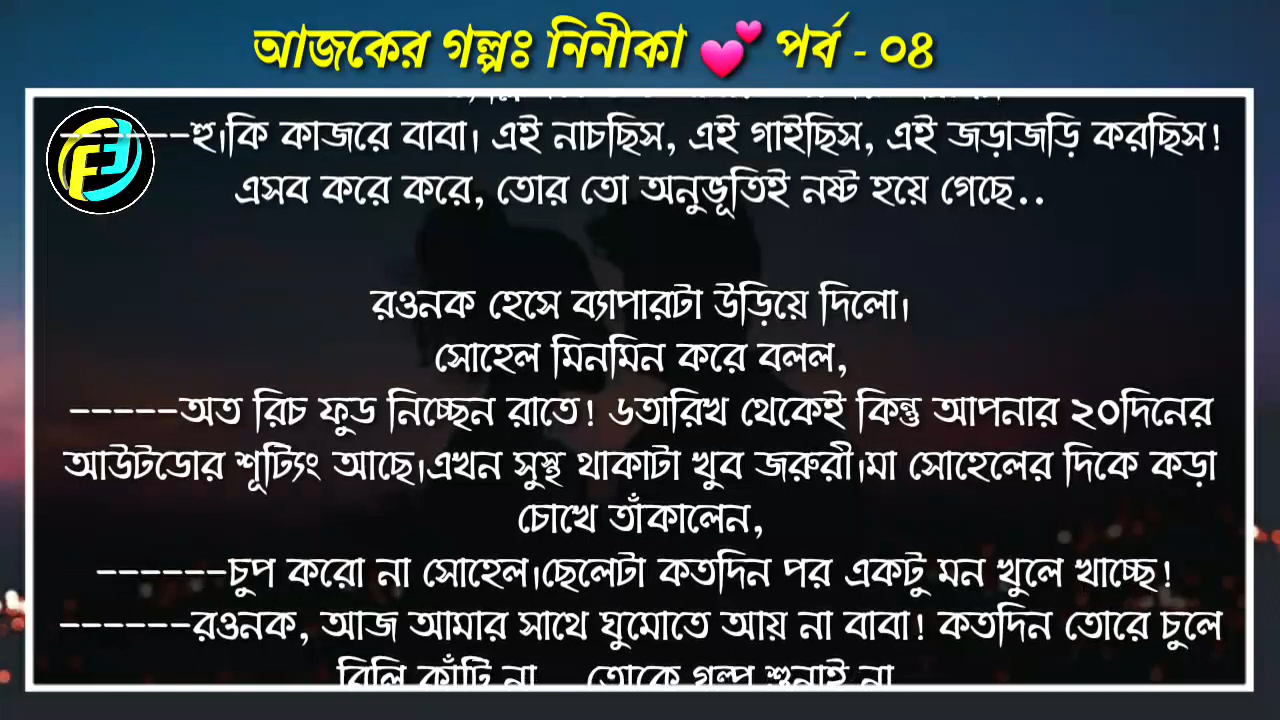 আজকের গল্পঃ নিনীকা 💕 পর্ব - ০৪
------হু।কি কাজরে বাবা। এই নাচছিস, এই গাইছিস, এই জড়াজড়ি করছিস!
এসব করে করে, তোর তো অনুভূতিই নষ্ট হয়ে গেছে..
রওনক হেসে ব্যাপারটা উড়িয়ে দিলো।
সোহেল মিনমিন করে বলল,
-----অত রিচ ফুড নিচ্ছেন রাতে! ৬তারিখ থেকেই কিন্তু আপনার ২০দিনের
আউটডোর শূট্যিং আছে।এখন সুস্থ থাকাটা খুব জরুরী।মা সোহেলের দিকে কড়া
চোখে তাঁকালেন,
------চুপ করো না সোহেল।ছেলেটা কতদিন পর একটু মন খুলে খাচ্ছে!
------রওনক, আজ আমার সাথে ঘুমোতে আয় না বাবা! কতদিন তোরে চুলে
বিলি কাঁটি না... তোকে গল্প শুনাই না